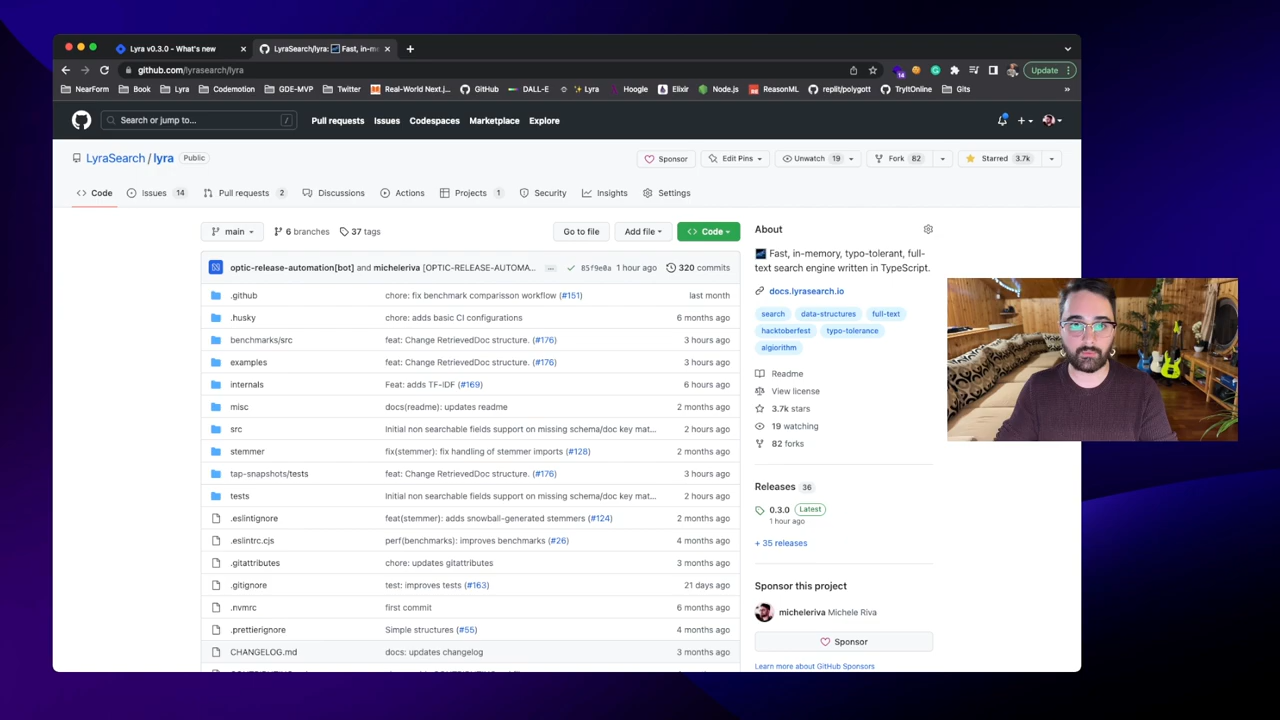 Lyra v0.3.0 - What's new
LyraSearch/lyra: Fast, in-m
github.com/lyrasearch/lyra
14
Update
NearForm Book Lyra Codemotion GDE-MVP Twitter Real-World Next.j... GitHub DALL-E Lyra Hoogle Elixir Node.js ReasonML replit/polygott TryItOnline Gits »
Search or jump to... / Pull requests Issues Codespaces Marketplace Explore
LyraSearch / lyra Public
Sponsor Edit Pins Unwatch 19 Fork 82 Starred 3.7k
Code Issues 14 Pull requests 2 Discussions Actions Projects 1 Security Insights Settings
main 6 branches 37 tags Go to file Add file Code
optic-release-automation[bot] and micheleriva [OPTIC-RELEASE-AUTOMA... ... 85f9e0a 1 hour ago 320 commits
.github chore: fix benchmark comparisson workflow (#151) last month
.husky chore: adds basic CI configurations 6 months ago
benchmarks/src feat: Change RetrievedDoc structure. (#176) 3 hours ago
examples feat: Change RetrievedDoc structure. (#176) 3 hours ago
internals Feat: adds TF-IDF (#169) 6 hours ago
misc docs(readme): updates readme 2 months ago
src Initial non searchable fields support on missing schema/doc key mat... 2 hours ago
stemmer fix(stemmer): fix handling of stemmer imports (#128) 2 months ago
tap-snapshots/tests feat: Change RetrievedDoc structure. (#176) 3 hours ago
tests Initial non searchable fields support on missing schema/doc key mat... 2 hours ago
.eslintignore feat(stemmer): adds snowball-generated stemmers (#124) 2 months ago
.eslintrc.cjs perf(benchmarks): improves benchmarks (#26) 4 months ago
.gitattributes chore: updates gitattributes 3 months ago
.gitignore test: improves tests (#163) 21 days ago
.nvmrc first commit 6 months ago
.prettierignore Simple structures (#55) 4 months ago
CHANGELOG.md docs: updates changelog 3 months ago
About
Fast, in-memory, typo-tolerant, full-
text search engine written in TypeScript.
docs.lyrasearch.io
search data-structures full-text
hacktoberfest typo-tolerance
algiorithm
Readme
View license
3.7k stars
19 watching
82 forks
Releases 36
0.3.0 Latest
1 hour ago
+ 35 releases
Sponsor this project
micheleriva Michele Riva
Sponsor
Learn more about GitHub Sponsors